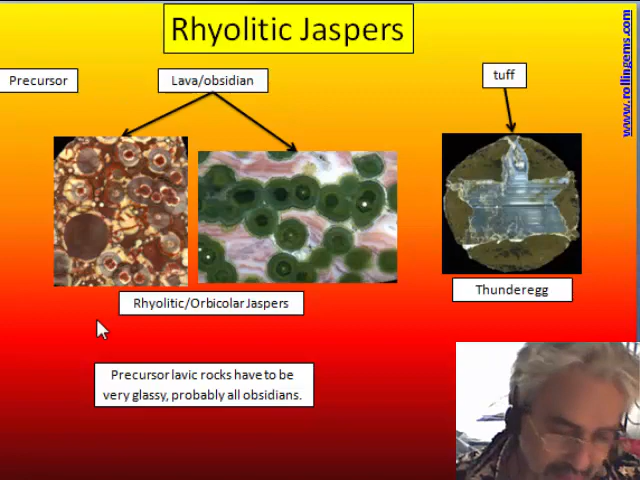 Rhyolitic Jaspers
www.rollingems.com
Precursor
Lava/obsidian
tuff
Rhyolitic/Orbicolar Jaspers
Thunderegg
Precursor lavic rocks have to be
very glassy, probably all obsidians.